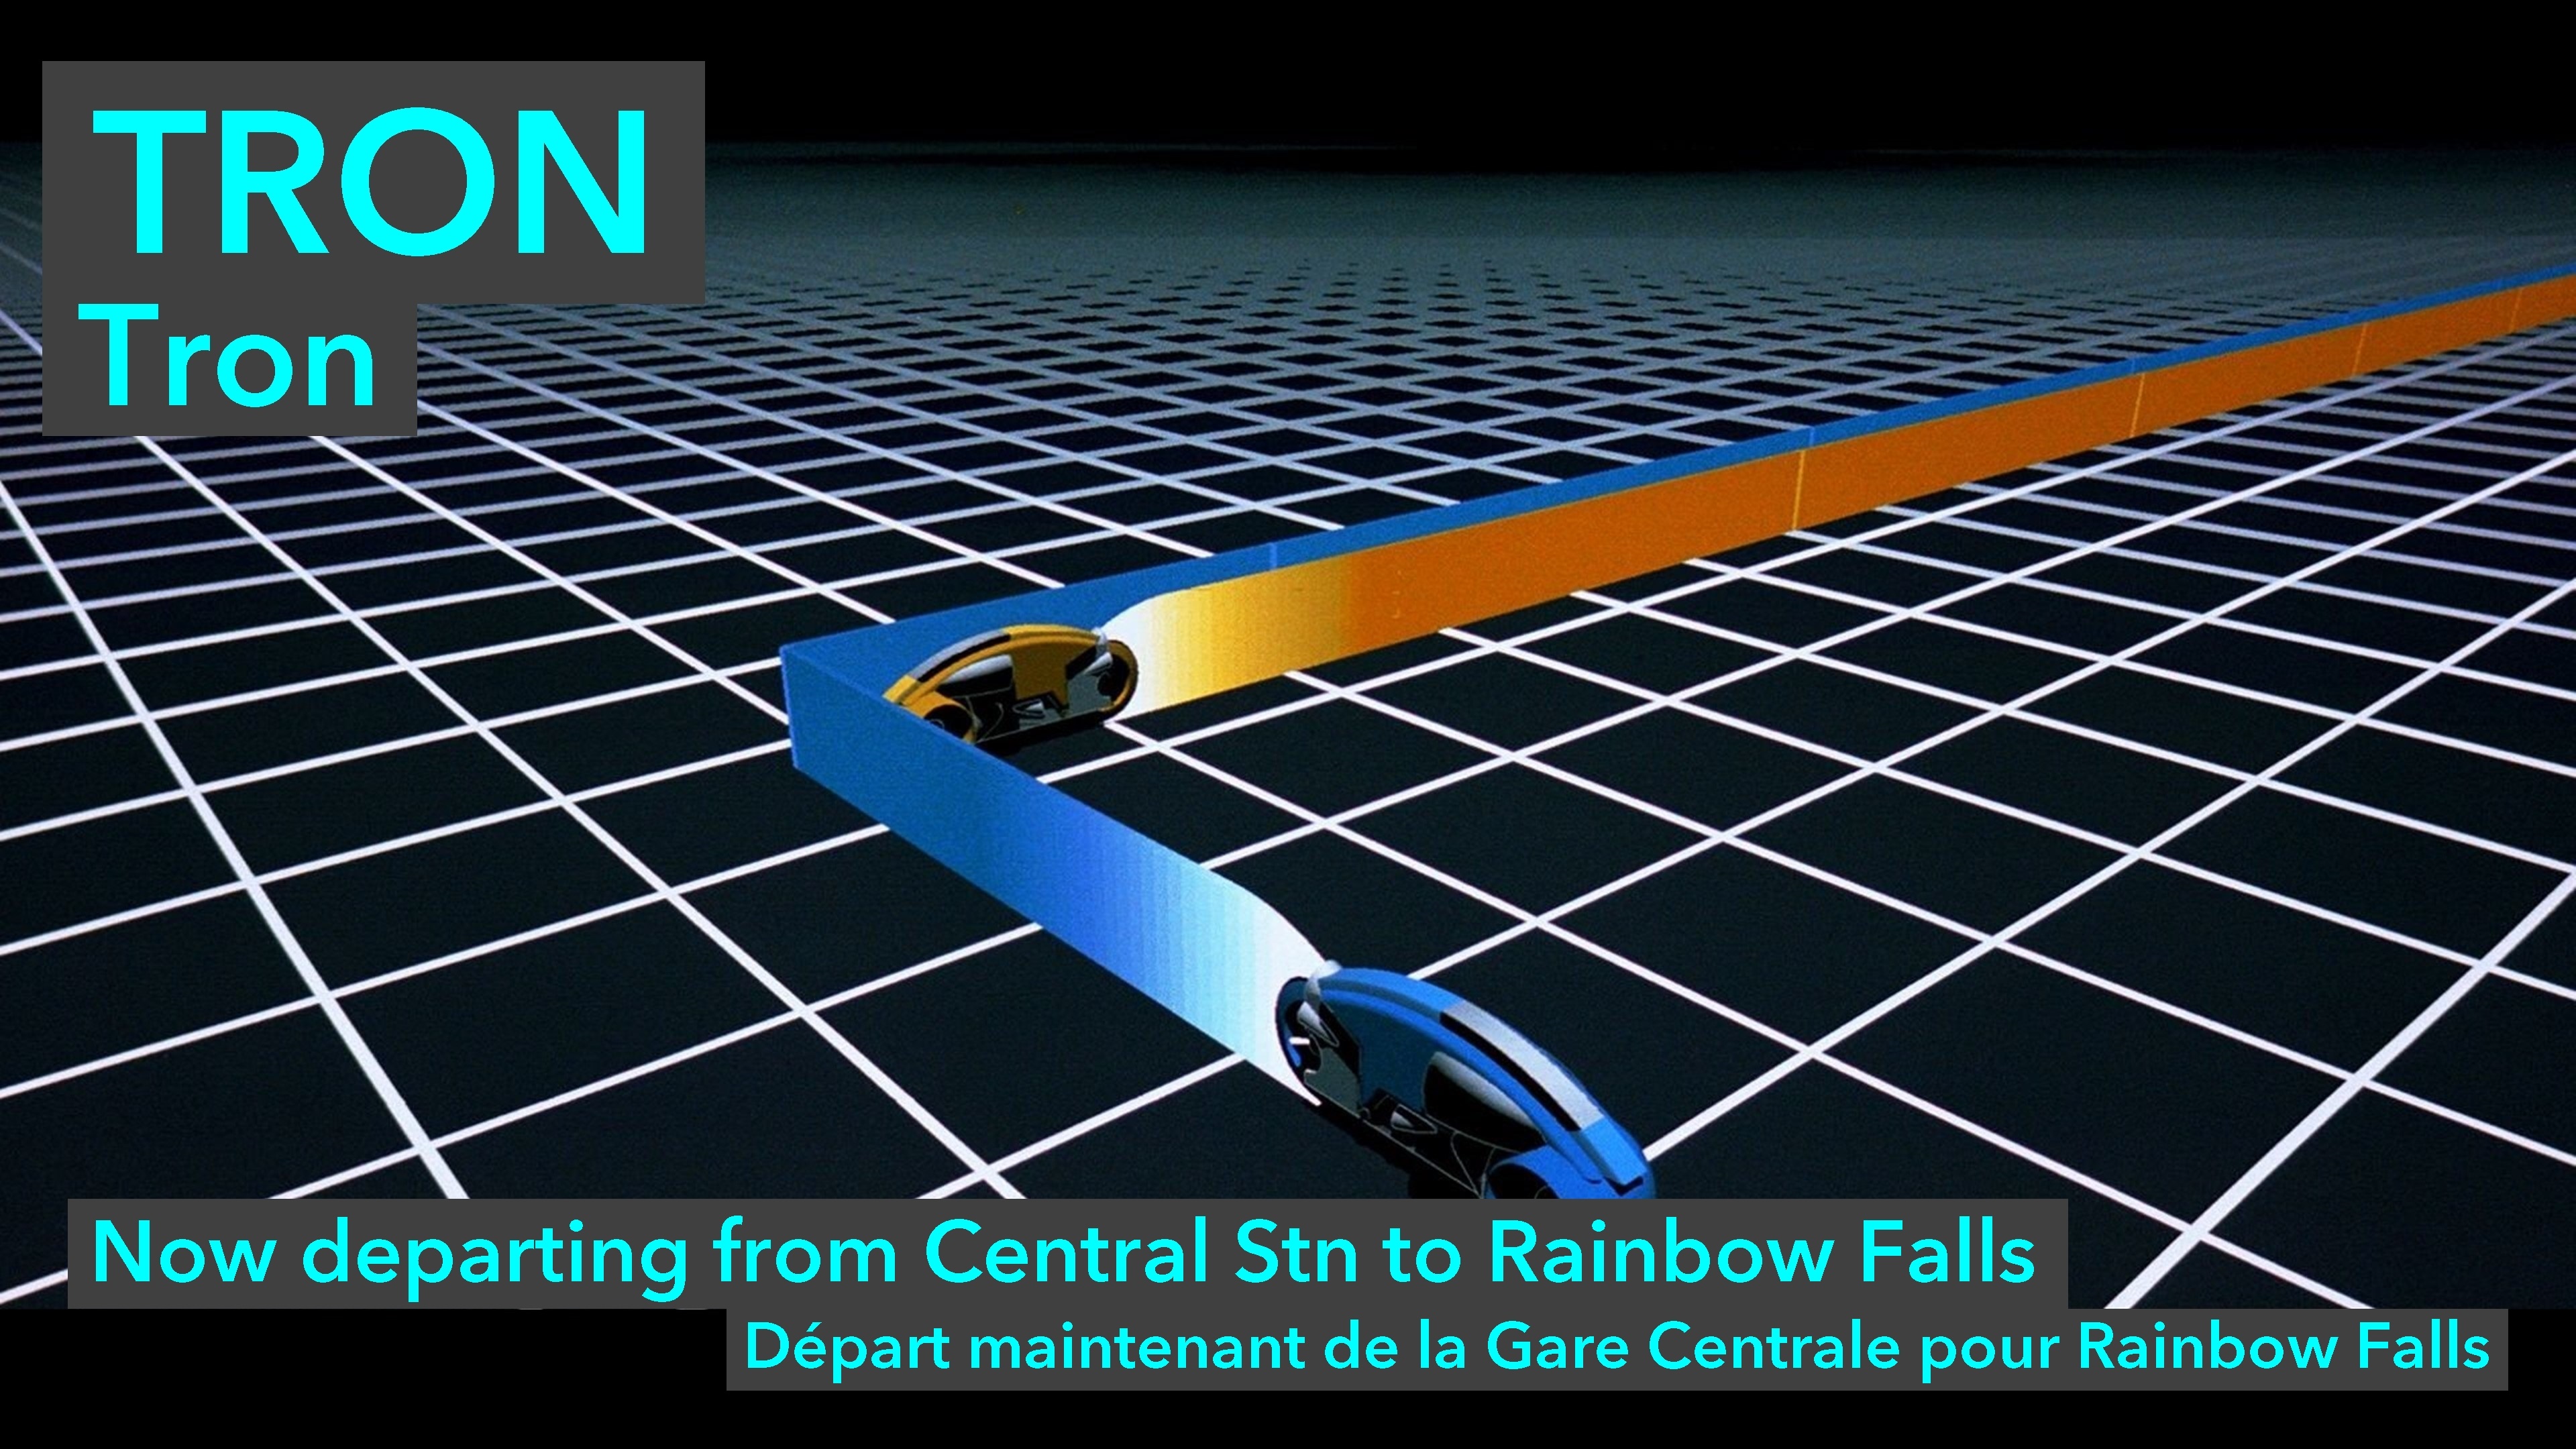 TRON
Tron
Now departing from Central Stn to Rainbow Falls
Départ maintenant de la Gare Centrale pour Rainbow Falls